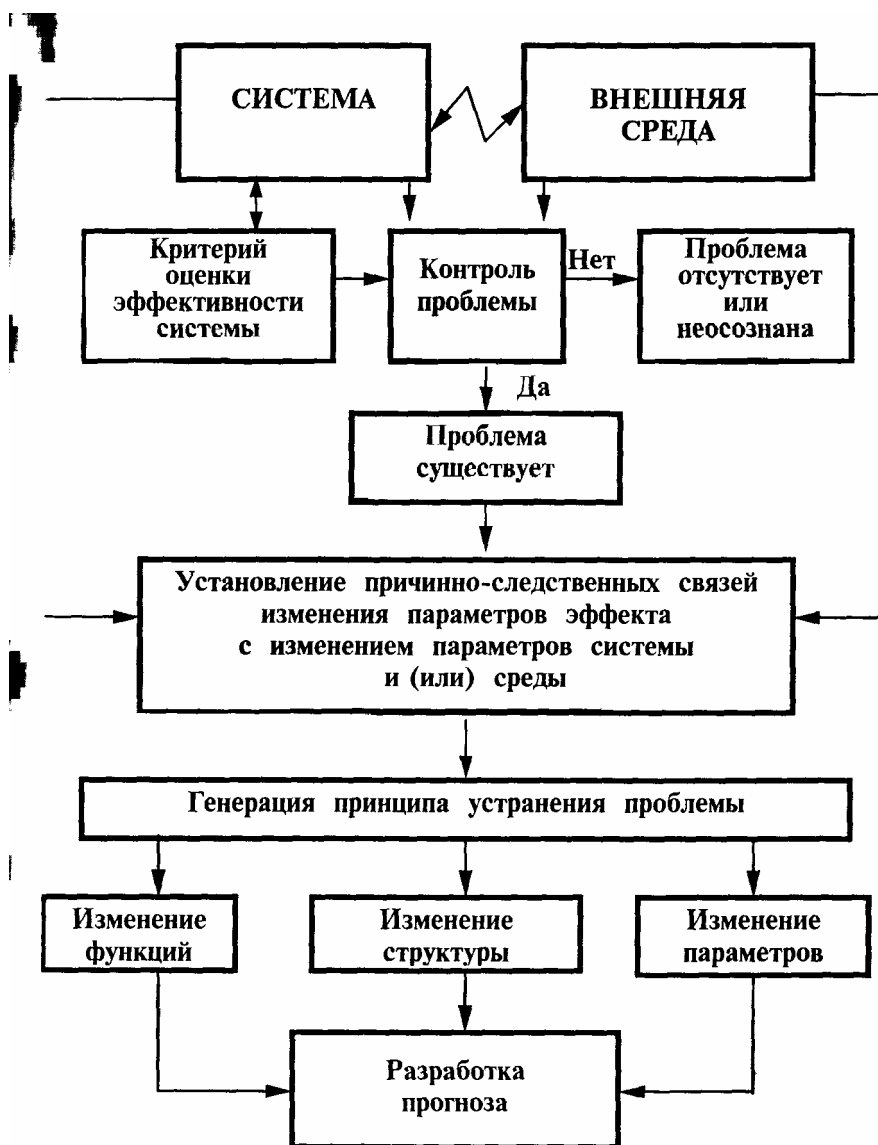 СИСТЕМА
ВНЕШНЯЯ
СРЕДА
Критерий
оценки
эффективности
системы
Контроль
проблемы
Нет
Проблема
отсутствует
или
неосознана
Да
Проблема
существует
Установление причинно-следственных связей
изменения параметров эффекта
с изменением параметров системы
и (или) среды
Генерация принципа устранения проблемы
Изменение
функций
Изменение
структуры
Изменение
параметров
Разработка
прогноза